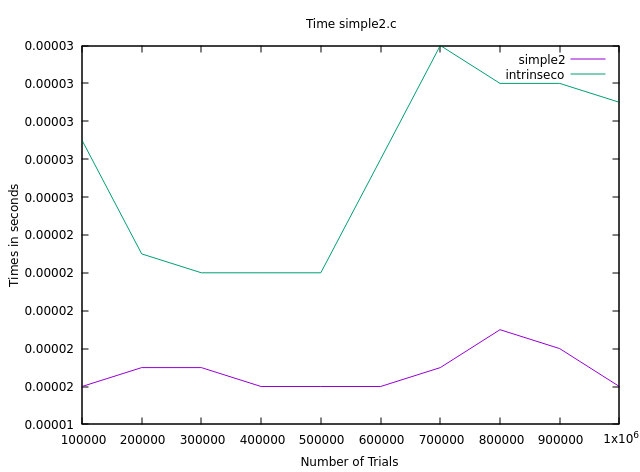 Time simple2.c
0.00003
0.00003
0.00003
0.00003
0.00003
0.00002
0.00002
0.00002
0.00002
0.00002
0.00001
Times in seconds
simple2
intrinseco
100000 200000 300000 400000 500000 600000 700000 800000 900000 1x10⁶
Number of Trials